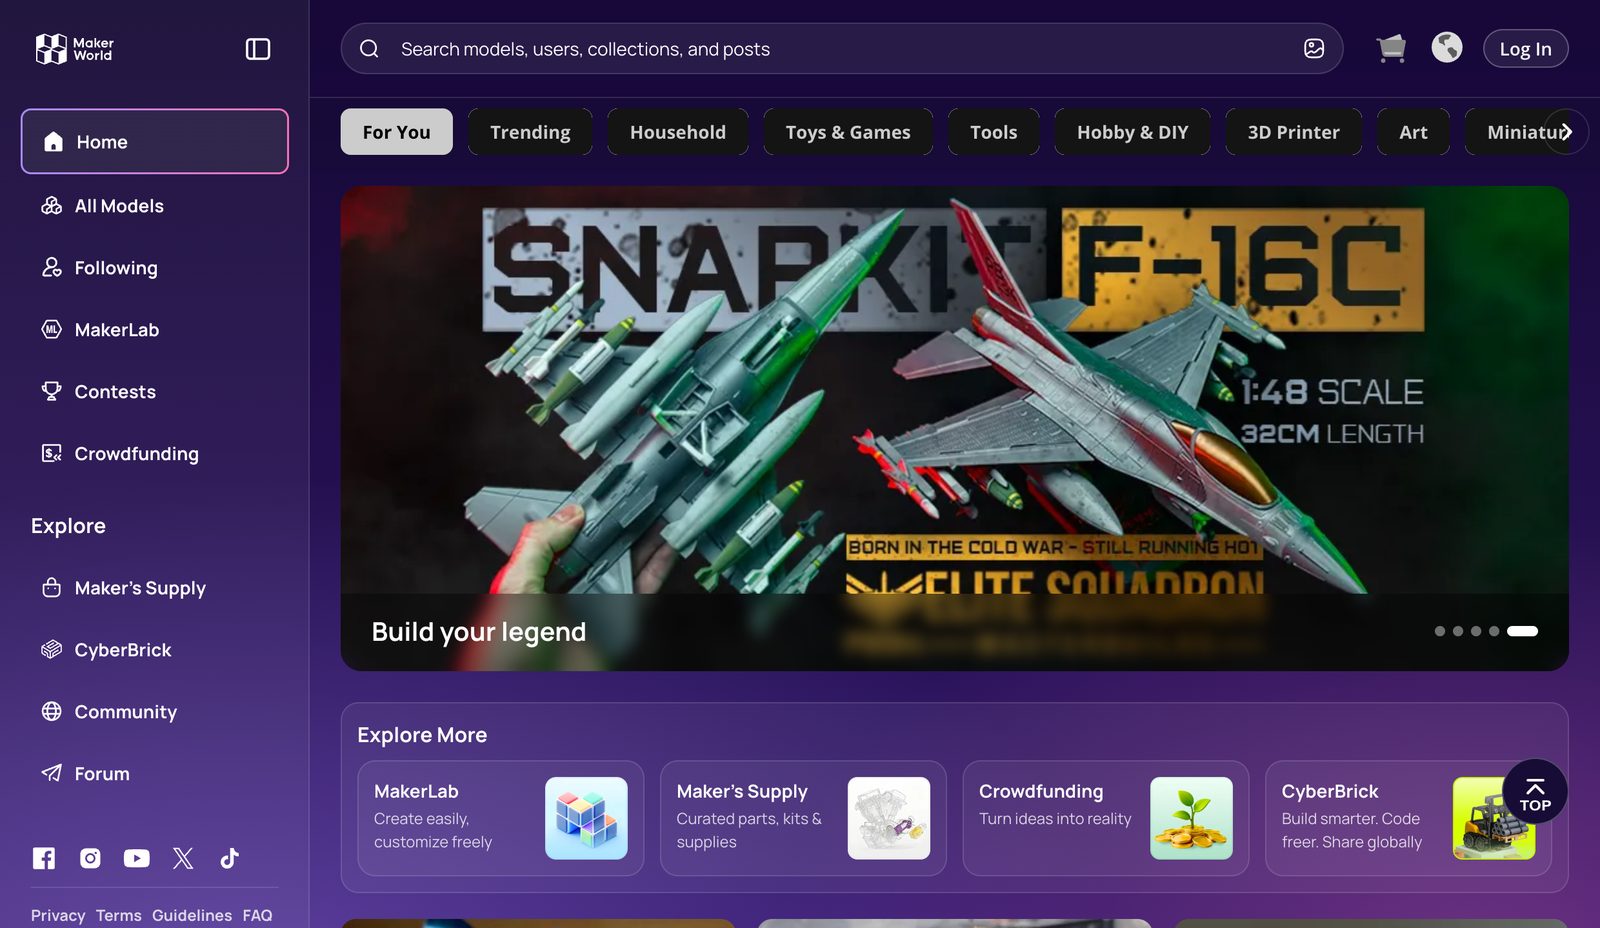 Maker
World
Search models, users, collections, and posts
Log In
Home
All Models
Following
ML
MakerLab
Contests
Crowdfunding
Explore
Maker's Supply
CyberBrick
Community
Forum
Privacy Terms Guidelines FAQ
For You
Trending
Household
Toys & Games
Tools
Hobby & DIY
3D Printer
Art
SNAPKIT F-16C
1:48 SCALE
32CM LENGTH
BORN IN THE COLD WAR - STILL RUNNING HOT
ELITE SQUADRON
Build your legend
Explore More
MakerLab
Create easily,
customize freely
Maker's Supply
Curated parts, kits &
supplies
Crowdfunding
Turn ideas into reality
CyberBrick
Build smarter. Code
freer. Share globally
TOP